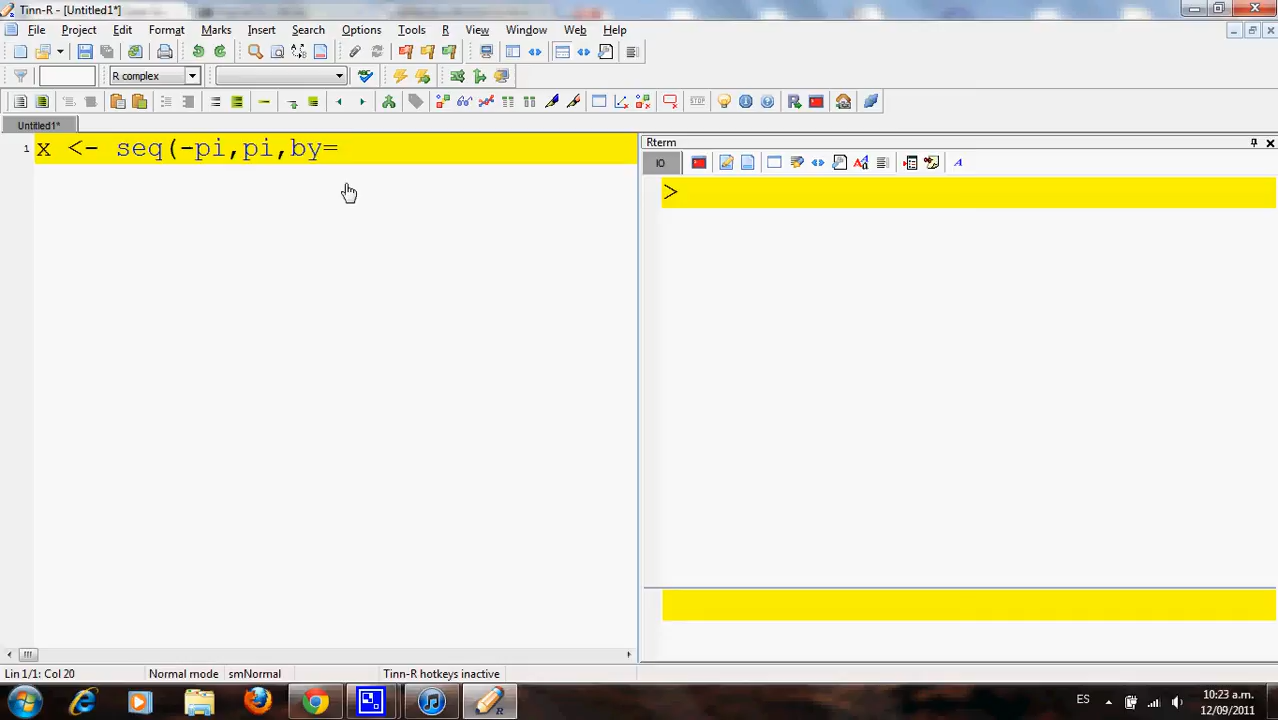 Tinn-R - [Untitled1*]
File Project Edit Format Marks Insert Search Options Tools R View Window Web Help
R complex
STOP
Untitled1*
1 x <- seq(-pi,pi,by=
Rterm
IO
>
Lin 1/1: Col 20 Normal mode smNormal Tinn-R hotkeys inactive
ES
10:23 a.m.
12/09/2011